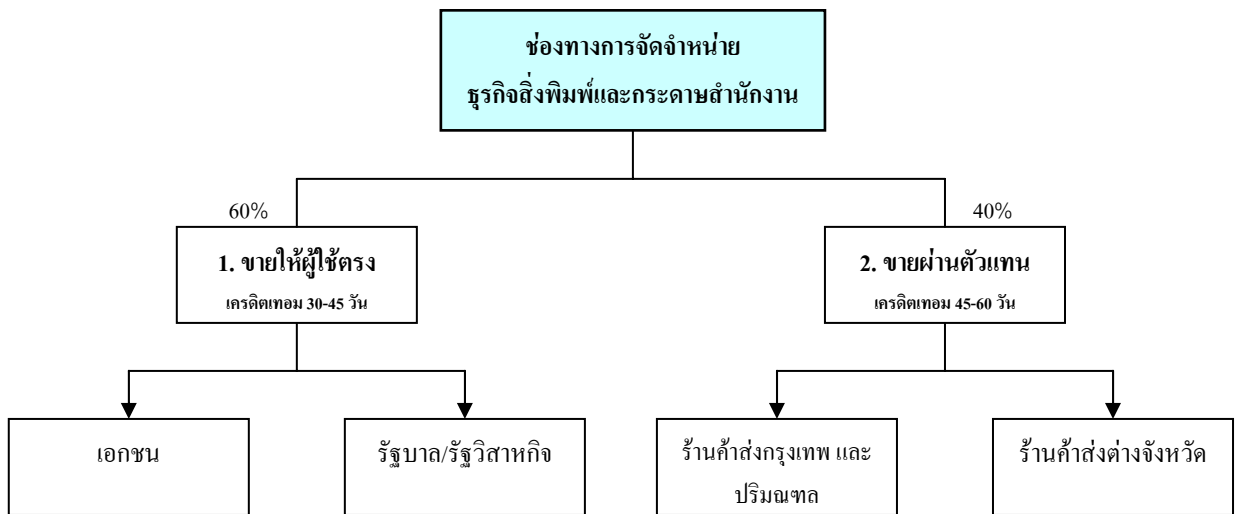 ช่องทางการจัดจำหน่าย
ธุรกิจสิ่งพิมพ์และกระดาษสำนักงาน
60%
40%
1. ขายให้ผู้ใช้ตรง
เครดิตเทอม 30-45 วัน
2. ขายผ่านตัวแทน
เครดิตเทอม 45-60 วัน
เอกชน
รัฐบาล/รัฐวิสาหกิจ
ร้านค้าส่งกรุงเทพ และ
ปริมณฑล
ร้านค้าส่งต่างจังหวัด